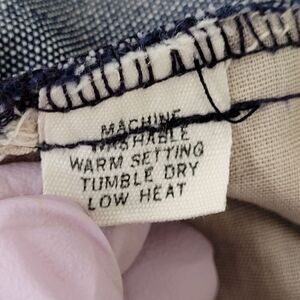 MACHINE
WASHABLE
WARM SETTING
TUMBLE DRY
LOW HEAT